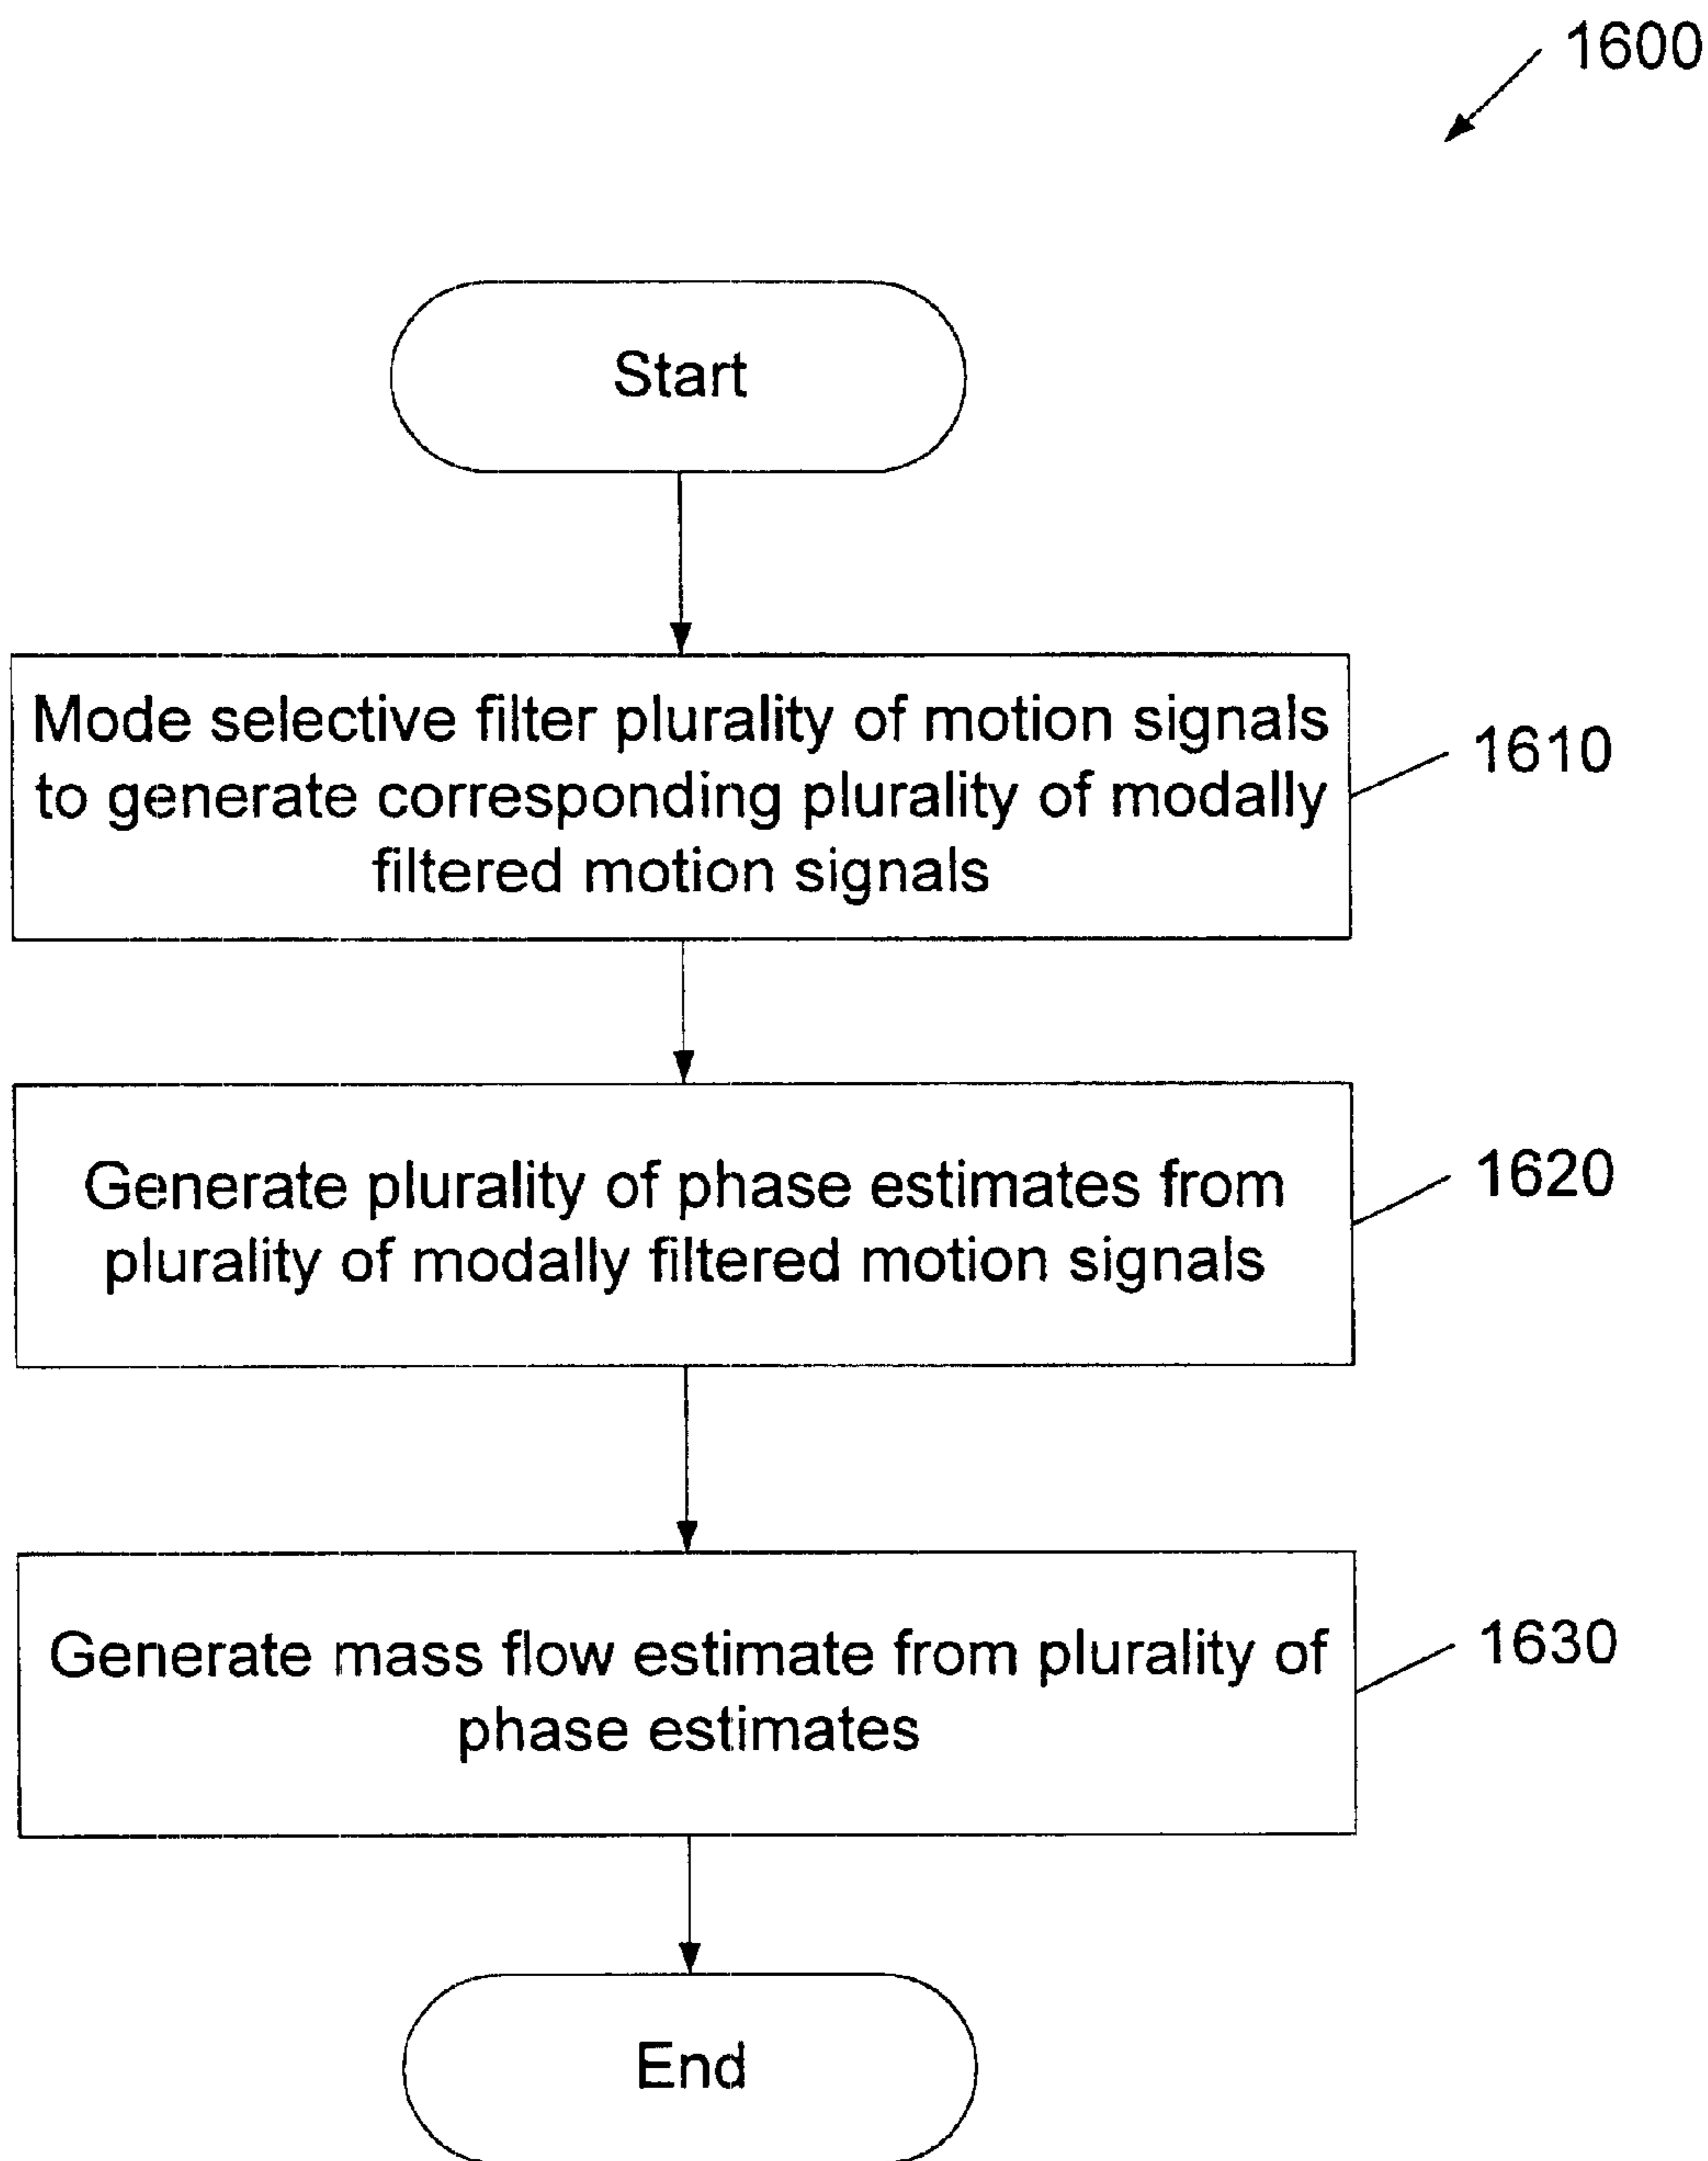 1600
Start
Mode selective filter plurality of motion signals
to generate corresponding plurality of modally
filtered motion signals
1610
Generate plurality of phase estimates from
plurality of modally filtered motion signals
1620
Generate mass flow estimate from plurality of
phase estimates
1630
End